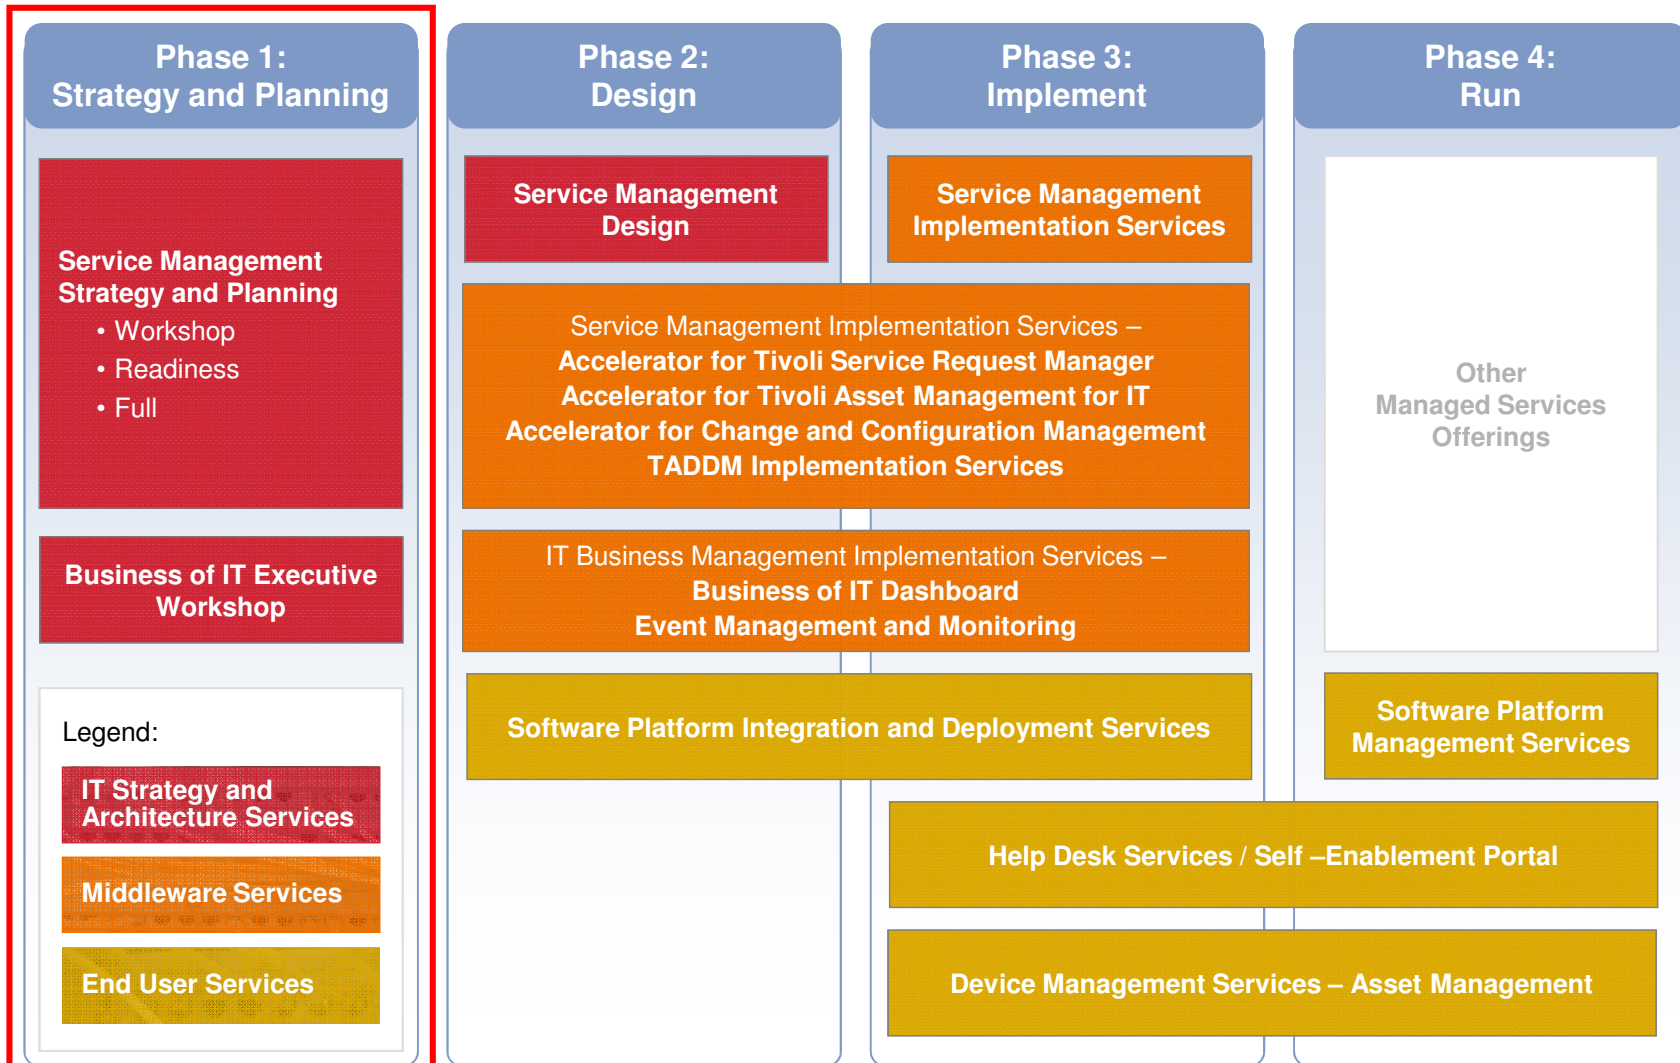 Phase 1:
Strategy and Planning
Service Management
Strategy and Planning
• Workshop
• Readiness
• Full
Business of IT Executive
Workshop
Legend:
IT Strategy and
Architecture Services
Middleware Services
End User Services
Phase 2:
Design
Service Management
Design
Phase 3:
Implement
Service Management
Implementation Services
Service Management Implementation Services –
Accelerator for Tivoli Service Request Manager
Accelerator for Tivoli Asset Management for IT
Accelerator for Change and Configuration Management
TADDM Implementation Services
IT Business Management Implementation Services –
Business of IT Dashboard
Event Management and Monitoring
Software Platform Integration and Deployment Services
Phase 4:
Run
Other
Managed Services
Offerings
Software Platform
Management Services
Help Desk Services / Self –Enablement Portal
Device Management Services – Asset Management